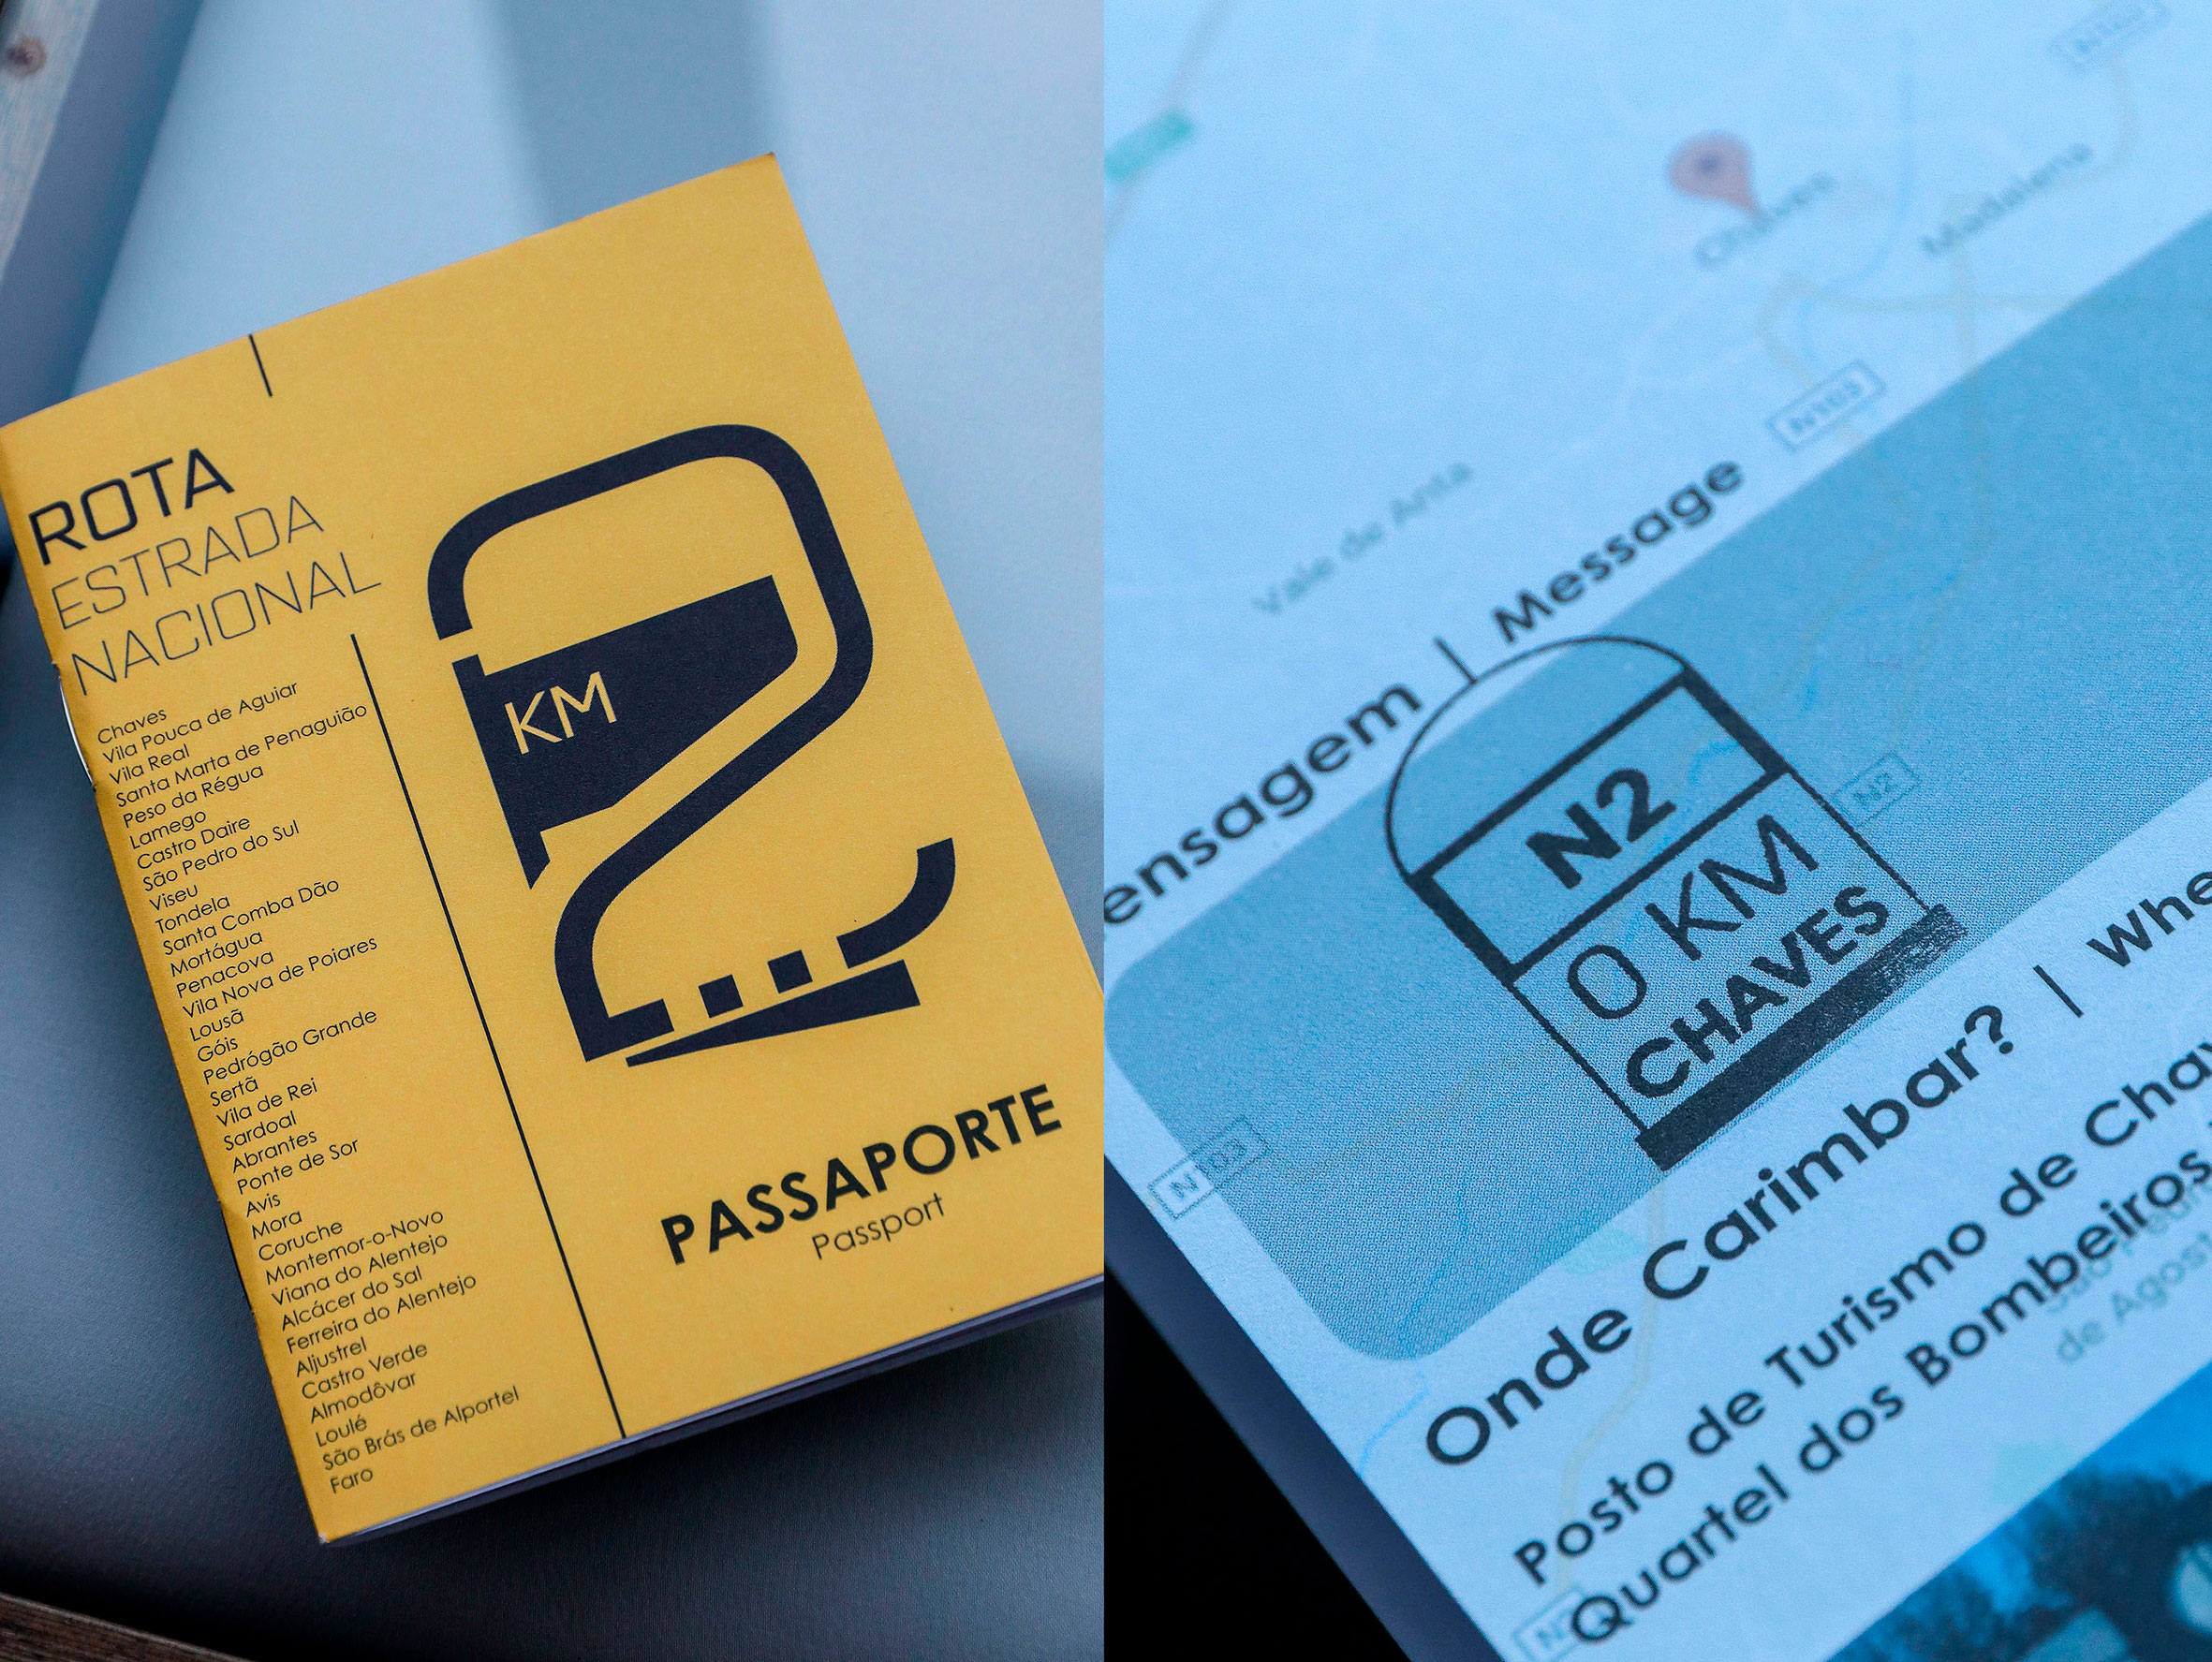 ROTA
ESTRADA
NACIONAL
Chaves
Vila Pouca de Aguiar
Vila Real
Santa Marta de Penaguião
Peso da Régua
Lamego
Castro Daire
São Pedro do Sul
Viseu
Tondela
Santa Comba Dão
Mortágua
Penacova
Vila Nova de Poiares
Lousã
Góis
Pedrógão Grande
Sertã
Vila de Rei
Sardoal
Abrantes
Ponte de Sor
Avis
Mora
Coruche
Montemor-o-Novo
Viana do Alentejo
Alcácer do Sal
Ferreira do Alentejo
Aljustrel
Castro Verde
Almodôvar
Loulé
São Brás de Alportel
Faro
2
KM
PASSAPORTE
Passport
Chaves
Madalena
N103
Vale de Anta
ensagem | Message
N2
N2
0 KM
CHAVES
N103
Onde Carimbar? | Whe
Posto de Turismo de Chav
Quartel dos Bombeiros
de Agost